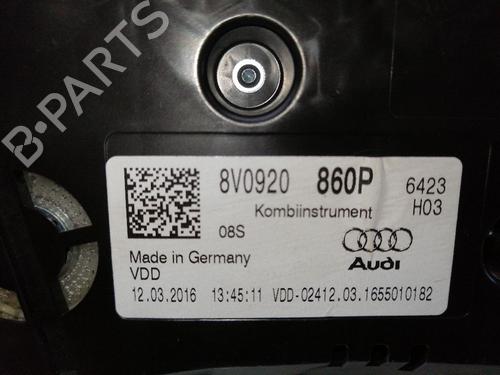 B-PARTS
8V0920 860P 6423
Kombiinstrument H03
08S
Made in Germany Audi
VDD
12.03.2016 13:45:11 VDD-02412.03.1655010182